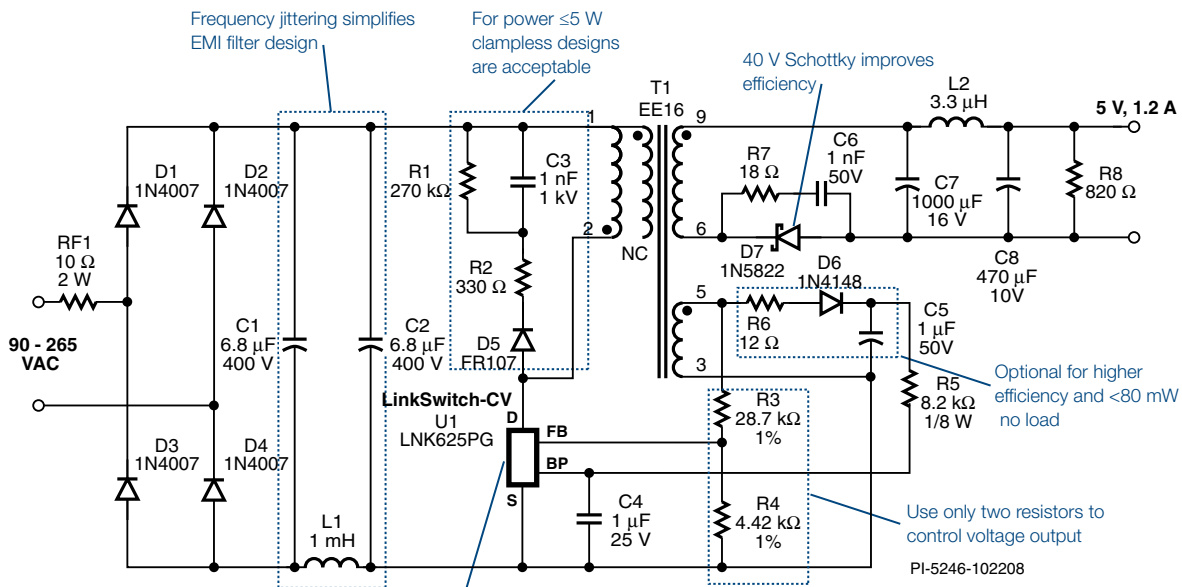 Frequency jittering simplifies
EMI filter design
For power ≤5 W
clampless designs
are acceptable
40 V Schottky improves
efficiency
T1
EE16
L2
3.3 μH
5 V, 1.2 A
1
9
D1
1N4007
D2
1N4007
R1
270 kΩ
C3
1 nF
1 kV
R7
18 Ω
C6
1 nF
50V
C7
1000 μF
16 V
R8
820 Ω
2
6
NC
RF1
10 Ω
2 W
R2
330 Ω
D7
1N5822
D6
1N4148
C8
470 μF
10V
5
R6
12 Ω
C5
1 μF
50V
90 - 265
VAC
C1
6.8 μF
400 V
C2
6.8 μF
400 V
D5
FR107
3
Optional for higher
efficiency and <80 mW
no load
R5
8.2 kΩ
1/8 W
LinkSwitch-CV
U1
LNK625PG
D
FB
BP
S
R3
28.7 kΩ
1%
D3
1N4007
D4
1N4007
L1
1 mH
C4
1 μF
25 V
R4
4.42 kΩ
1%
Use only two resistors to
control voltage output
PI-5246-102208